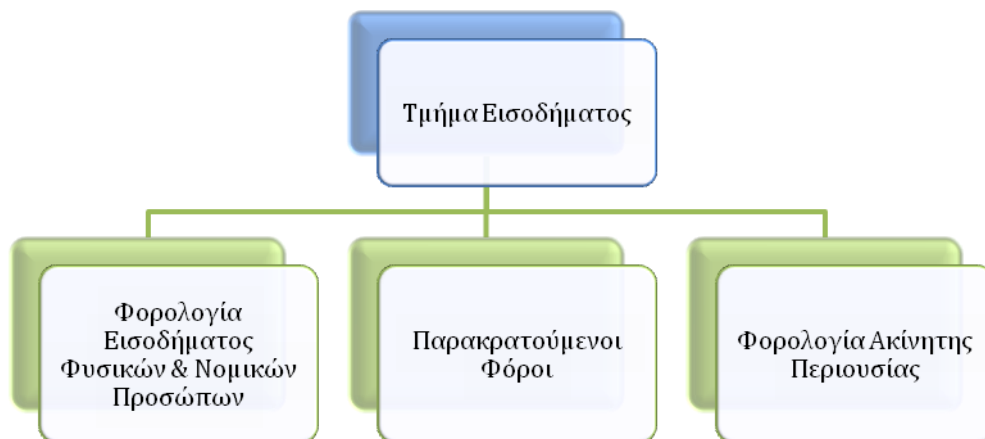 Τμήμα Εισοδήματος
Φορολογία
Εισοδήματος
Φυσικών & Νομικών
Προσώπων
Παρακρατούμενοι
Φόροι
Φορολογία Ακίνητης
Περιουσίας